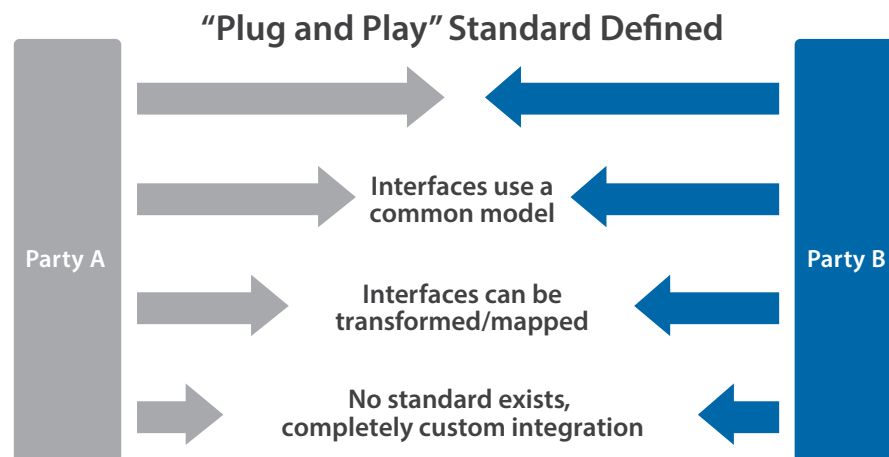 “Plug and Play” Standard Defined
Interfaces use a
common model
Party A
Party B
Interfaces can be
transformed/mapped
No standard exists,
completely custom integration